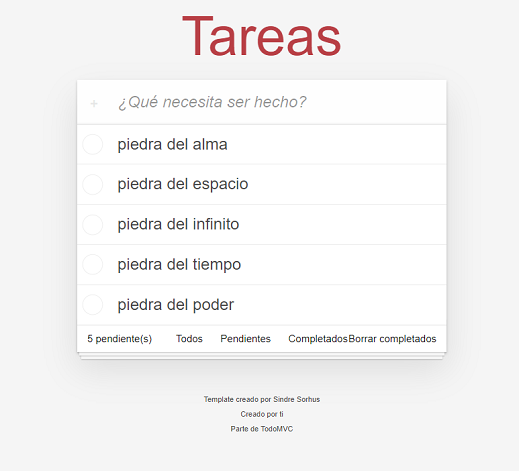 Tareas
+ ¿Qué necesita ser hecho?
piedra del alma
piedra del espacio
piedra del infinito
piedra del tiempo
piedra del poder
5 pendiente(s) Todos Pendientes Completados Borrar completados
Template creado por Sindre Sorhus
Creado por ti
Parte de TodoMVC